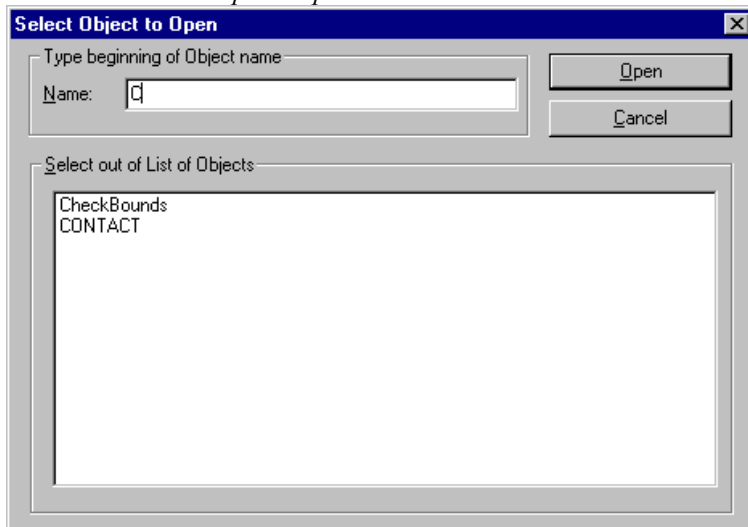 Select Object to Open
Type beginning of Object name
Name: C
Open
Cancel
Select out of List of Objects
CheckBounds
CONTACT